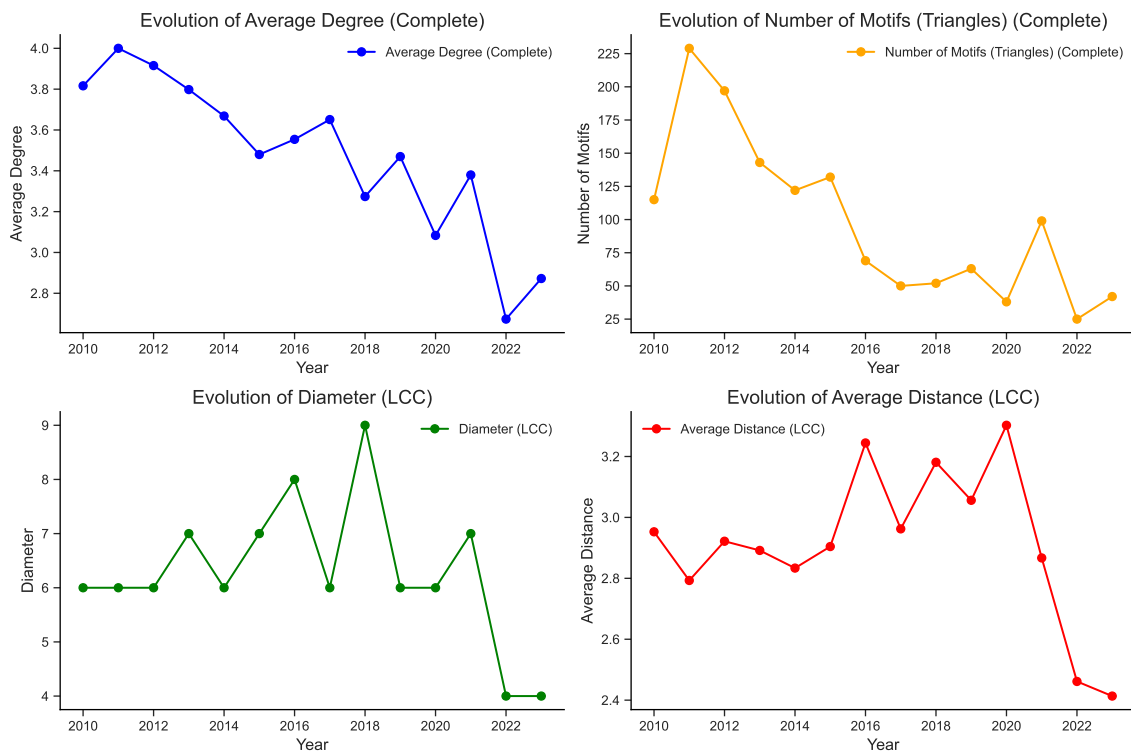 Evolution of Average Degree (Complete)
Average Degree (Complete)
Average Degree
4.0
3.8
3.6
3.4
3.2
3.0
2.8
2010 2012 2014 2016 2018 2020 2022
Year
Evolution of Number of Motifs (Triangles) (Complete)
Number of Motifs (Triangles) (Complete)
Number of Motifs
225
200
175
150
125
100
75
50
25
2010 2012 2014 2016 2018 2020 2022
Year
Evolution of Diameter (LCC)
Diameter (LCC)
Diameter
9
8
7
6
5
4
2010 2012 2014 2016 2018 2020 2022
Year
Evolution of Average Distance (LCC)
Average Distance (LCC)
Average Distance
3.2
3.0
2.8
2.6
2.4
2010 2012 2014 2016 2018 2020 2022
Year